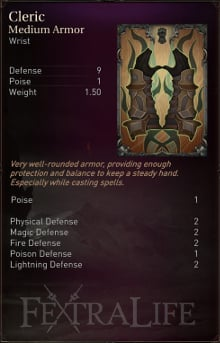 Cleric
Medium Armor
Wrist
Defense 9
Poise 1
Weight 1.50
Very well-rounded armor, providing enough
protection and balance to keep a steady hand.
Especially while casting spells.
Poise 1
Physical Defense 2
Magic Defense 2
Fire Defense 2
Poison Defense 1
Lightning Defense 2
FEXTRALIFE